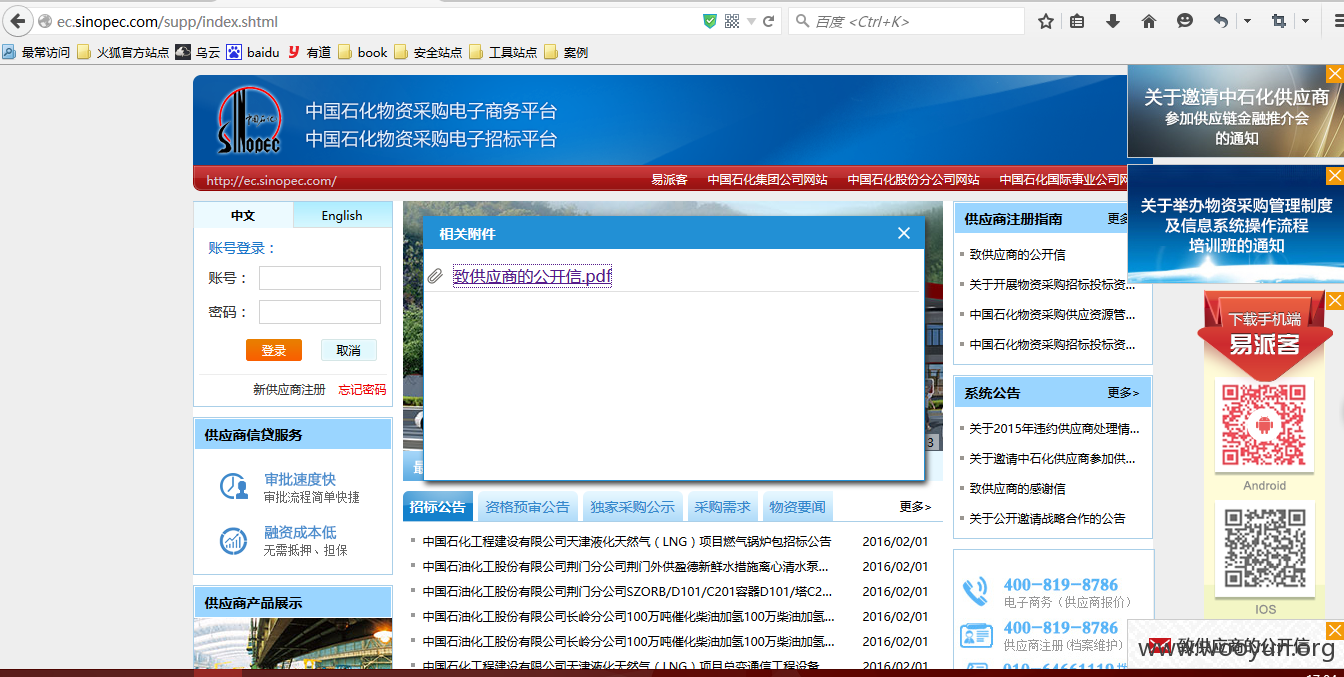 ec.sinopec.com/supp/index.shtml
百度 <Ctrl+K>
最常访问 火狐官方站点 乌云 baidu 有道 book 安全站点 工具站点 案例
SINOPEC
中国石化物资采购电子商务平台
中国石化物资采购电子招标平台
http://ec.sinopec.com/
易派客 中国石化集团公司网站 中国石化股份分公司网站 中国石化国际事业公司网
关于邀请中石化供应商
参加供应链金融推介会
的通知
关于举办物资采购管理制度
及信息系统操作流程
培训班的通知
中文 English
账号登录：
账号：
密码：
登录 取消
新供应商注册 忘记密码
供应商信贷服务
审批速度快
审批流程简单快捷
融资成本低
无需抵押、担保
供应商产品展示
相关附件
致供应商的公开信.pdf
3
最
招标公告 资格预审公告 独家采购公示 采购需求 物资要闻 更多>
中国石化工程建设有限公司天津液化天然气（LNG）项目燃气锅炉包招标公告 2016/02/01
中国石油化工股份有限公司荆门分公司荆门外供盈德新鲜水措施离心清水泵... 2016/02/01
中国石油化工股份有限公司荆门分公司SZORB/D101/C201容器D101/塔C2... 2016/02/01
中国石油化工股份有限公司长岭分公司100万吨催化柴油加氢100万柴油加氢... 2016/02/01
中国石油化工股份有限公司长岭分公司100万吨催化柴油加氢100万柴油加氢... 2016/02/01
中国石化工程建设有限公司天津液化天然气（LNG）项目总变通信工程设备 2016/02/01
供应商注册指南 更多
致供应商的公开信
关于开展物资采购招标投标资...
中国石化物资采购供应资源管...
中国石化物资采购招标投标资...
系统公告 更多>
关于2015年违约供应商处理情...
关于邀请中石化供应商参加供...
致供应商的感谢信
关于公开邀请战略合作的公告
400-819-8786
电子商务（供应商报价）
400-819-8786
供应商注册(档案维护)
010-64661119
下载手机端
易派客
Android
IOS
致供应商的公开信
www.wooyun.org